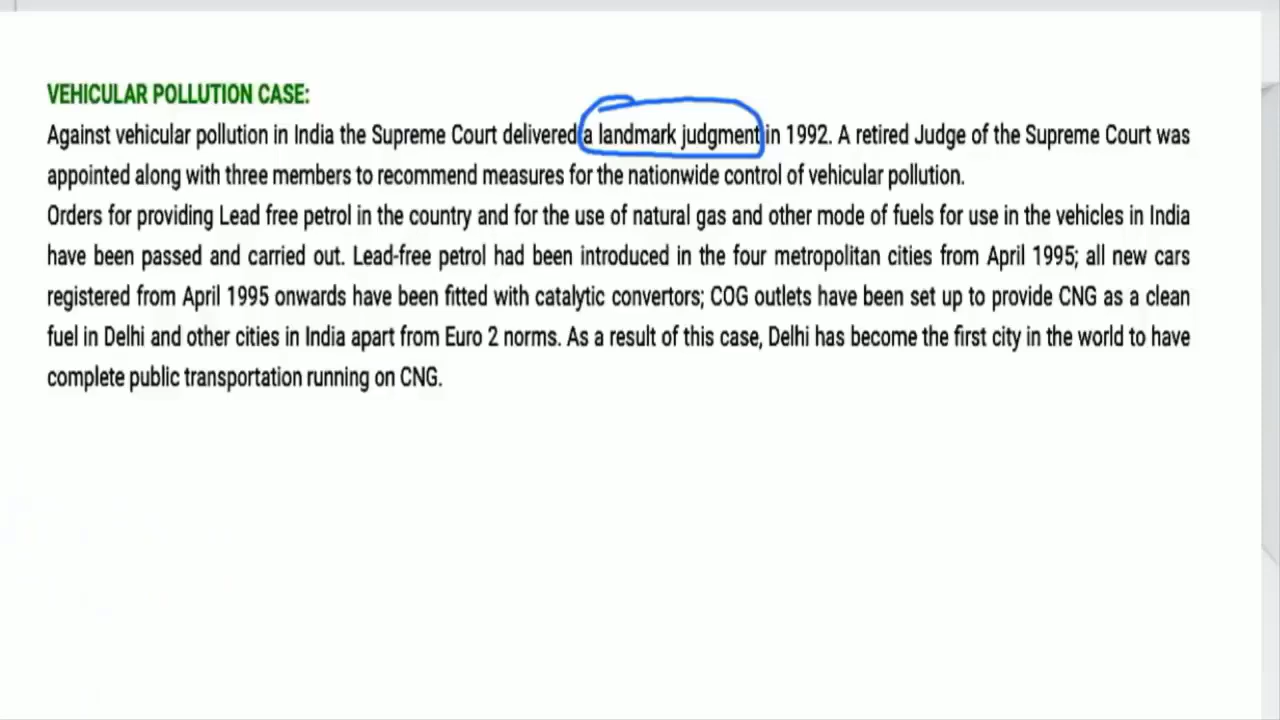 VEHICULAR POLLUTION CASE:
Against vehicular pollution in India the Supreme Court delivered a landmark judgment in 1992. A retired Judge of the Supreme Court was
appointed along with three members to recommend measures for the nationwide control of vehicular pollution.
Orders for providing Lead free petrol in the country and for the use of natural gas and other mode of fuels for use in the vehicles in India
have been passed and carried out. Lead-free petrol had been introduced in the four metropolitan cities from April 1995; all new cars
registered from April 1995 onwards have been fitted with catalytic convertors; COG outlets have been set up to provide CNG as a clean
fuel in Delhi and other cities in India apart from Euro 2 norms. As a result of this case, Delhi has become the first city in the world to have
complete public transportation running on CNG.